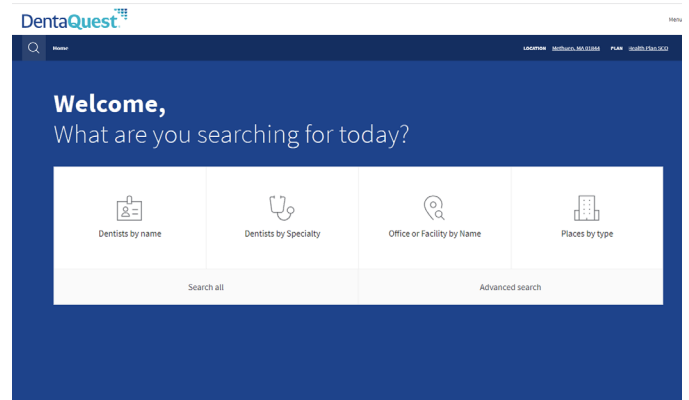 DentaQuest
Menu
Home
LOCATION Methuen, MA 01844 PLAN Health Plan SCO
Welcome,
What are you searching for today?
Dentists by name
Dentists by Specialty
Office or Facility by Name
Places by type
Search all
Advanced search